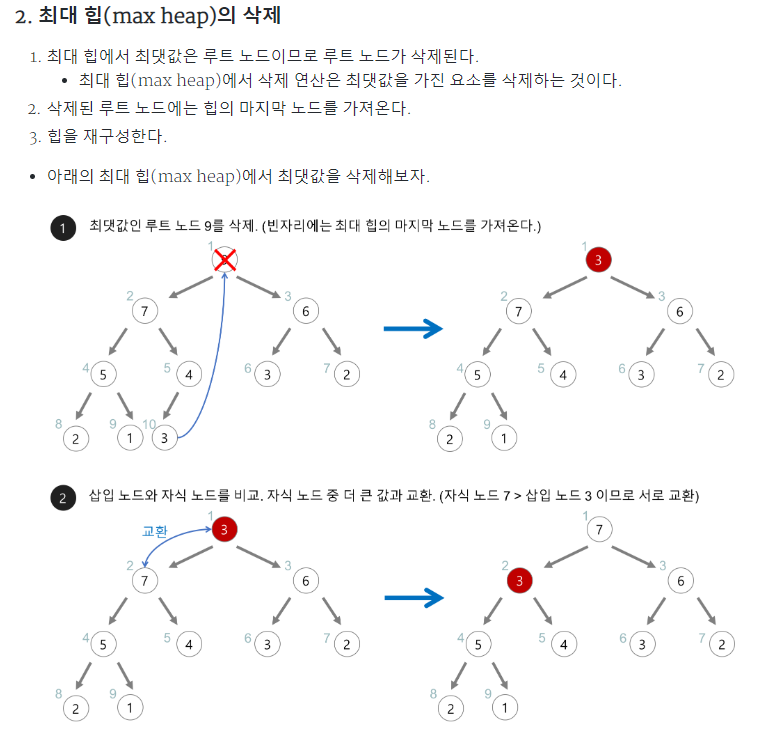 2. 최대 힙(max heap)의 삭제
1. 최대 힙에서 최댓값은 루트 노드이므로 루트 노드가 삭제된다.
• 최대 힙(max heap)에서 삭제 연산은 최댓값을 가진 요소를 삭제하는 것이다.
2. 삭제된 루트 노드에는 힙의 마지막 노드를 가져온다.
3. 힙을 재구성한다.
• 아래의 최대 힙(max heap)에서 최댓값을 삭제해보자.
1 최댓값인 루트 노드 9를 삭제. (빈자리에는 최대 힙의 마지막 노드를 가져온다.)
1 1 3
2 7 3 6 2 7 3 6
4 5 5 4 6 3 7 2 4 5 5 4 6 3 7 2
8 2 9 1 10 3 8 2 9 1
2 삽입 노드와 자식 노드를 비교. 자식 노드 중 더 큰 값과 교환. (자식 노드 7 > 삽입 노드 3 이므로 서로 교환)
교환 1 3 1 7
2 7 3 6 2 3 3 6
4 5 5 4 6 3 7 2 4 5 5 4 6 3 7 2
8 2 9 1 8 2 9 1